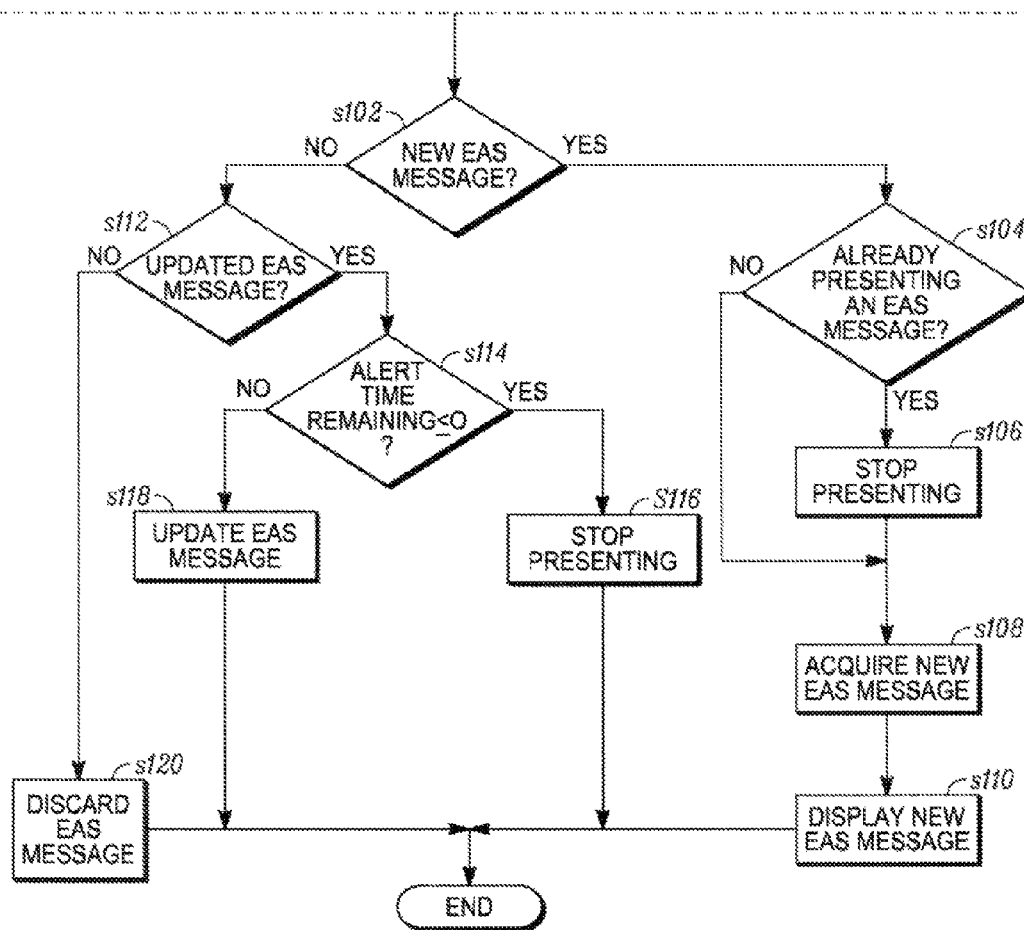 s102
NO
NEW EAS
MESSAGE?
YES
s112
NO
UPDATED EAS
MESSAGE?
YES
s104
NO
ALREADY
PRESENTING
AN EAS
MESSAGE?
YES
s114
NO
ALERT
TIME
REMAINING≤O
?
YES
s106
STOP
PRESENTING
s118
UPDATE EAS
MESSAGE
S116
STOP
PRESENTING
s108
ACQUIRE NEW
EAS MESSAGE
s120
DISCARD
EAS
MESSAGE
s110
DISPLAY NEW
EAS MESSAGE
END